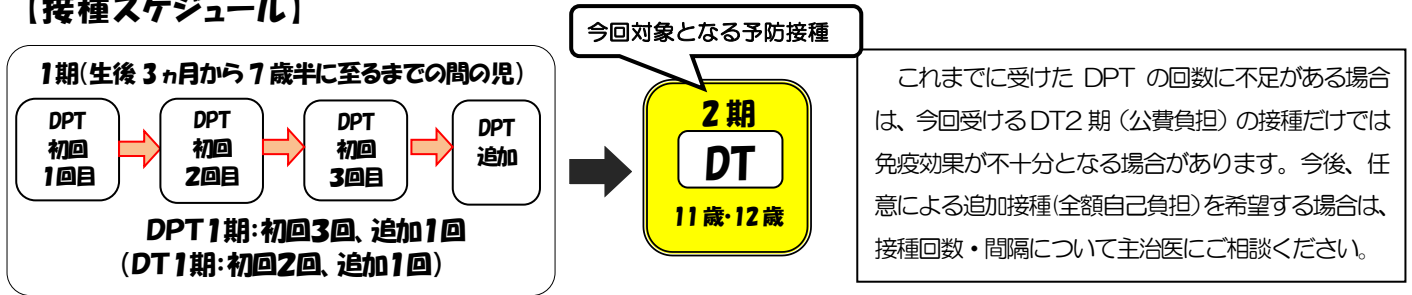 【接種スケジュール】
1期(生後3ヵ月から7歳半に至るまでの間の児)
DPT
初回
1回目
DPT
初回
2回目
DPT
初回
3回目
DPT
追加
DPT1期:初回3回、追加1回
(DT1期:初回2回、追加1回)
今回対象となる予防接種
2期
DT
11歳・12歳
これまでに受けた DPT の回数に不足がある場合
は、今回受けるDT2 期（公費負担）の接種だけでは
免疫効果が不十分となる場合があります。今後、任
意による追加接種(全額自己負担)を希望する場合は、
接種回数・間隔について主治医にご相談ください。